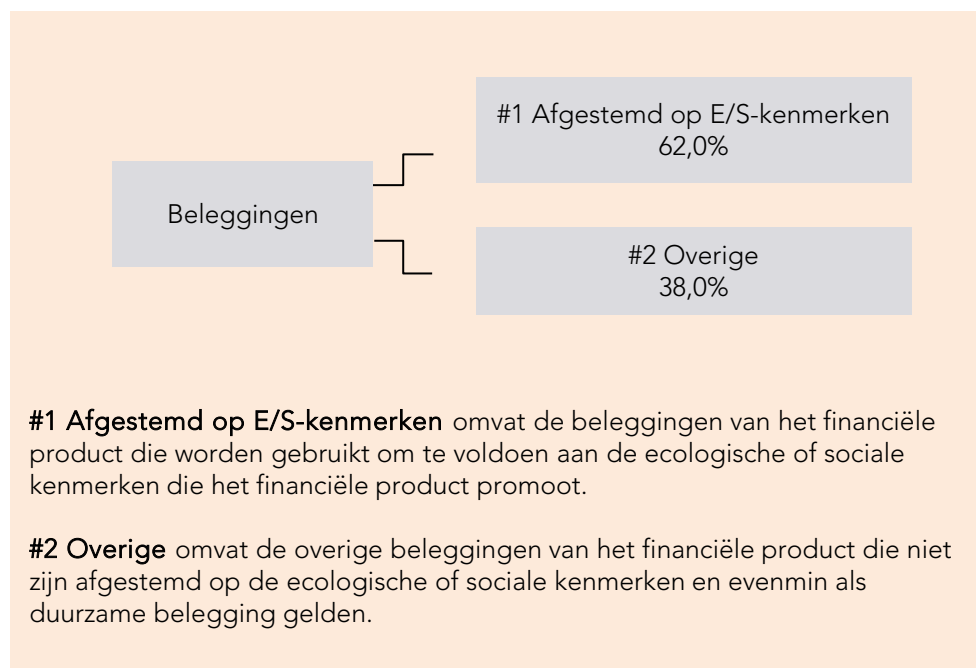 #1 Afgestemd op E/S-kenmerken
62,0%
Beleggingen
#2 Overige
38,0%
#1 Afgestemd op E/S-kenmerken omvat de beleggingen van het financiële
product die worden gebruikt om te voldoen aan de ecologische of sociale
kenmerken die het financiële product promoot.
#2 Overige omvat de overige beleggingen van het financiële product die niet
zijn afgestemd op de ecologische of sociale kenmerken en evenmin als
duurzame belegging gelden.